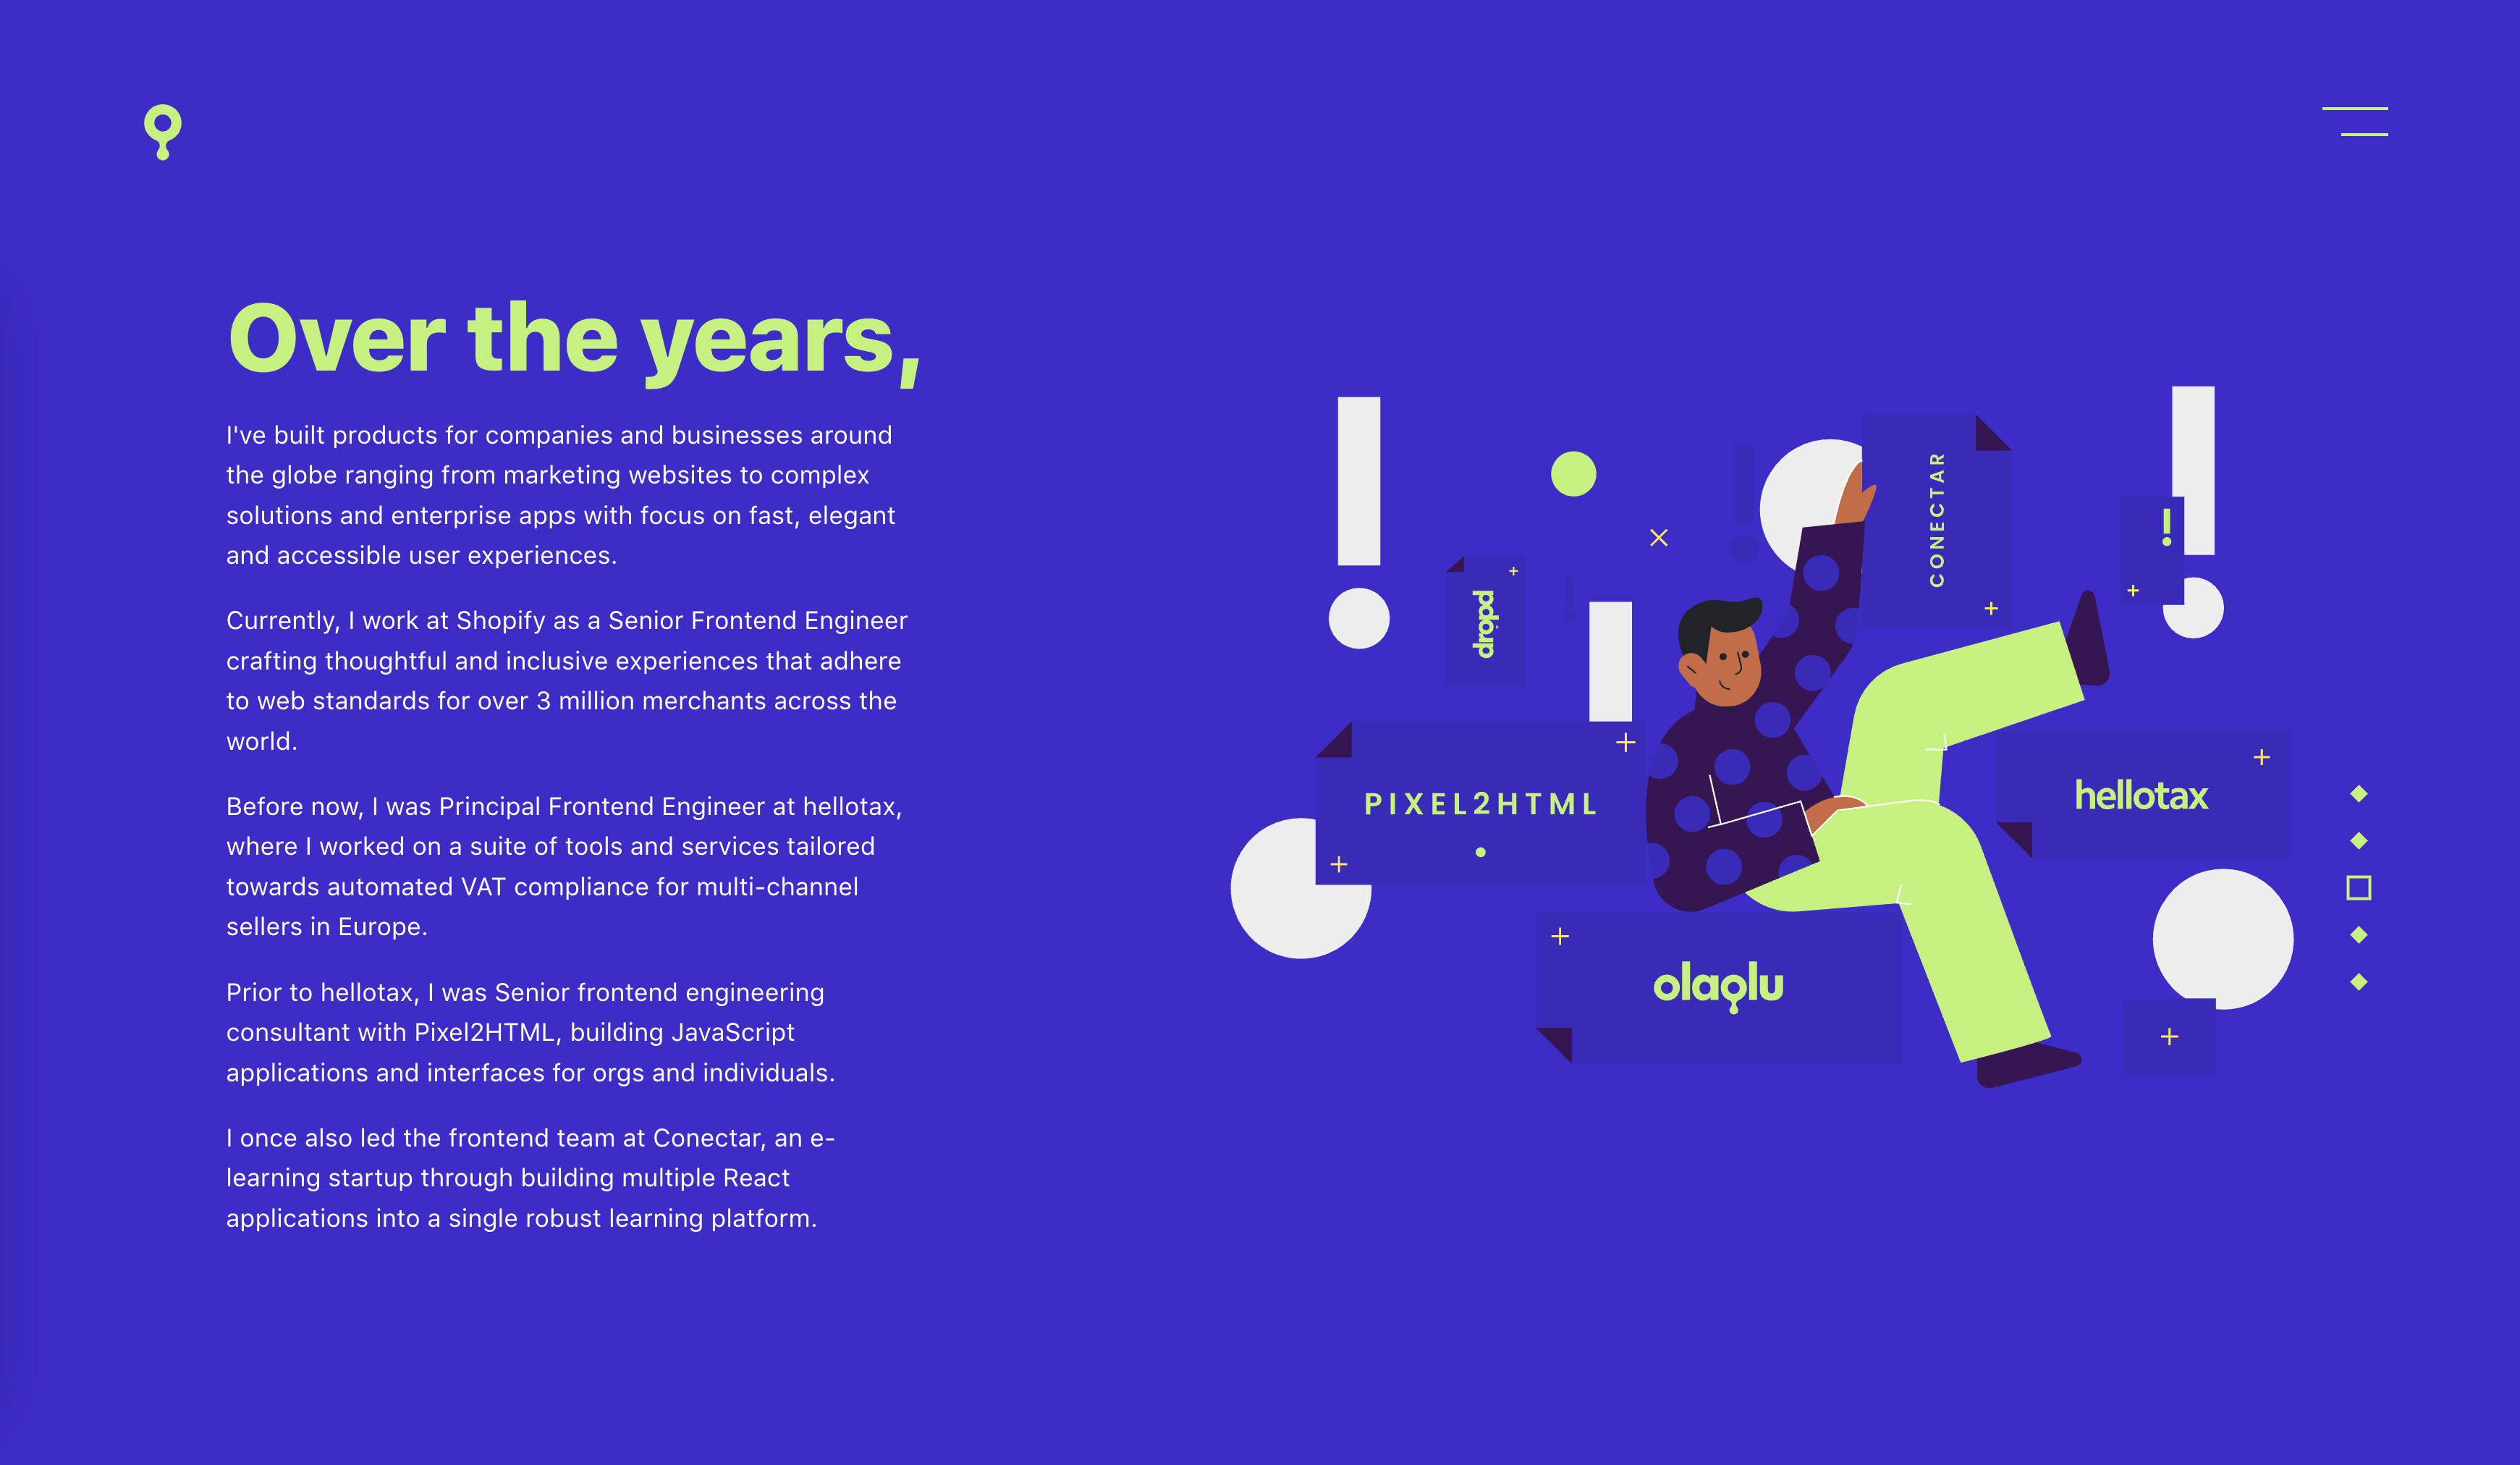 Over the years,
I've built products for companies and businesses around
the globe ranging from marketing websites to complex
solutions and enterprise apps with focus on fast, elegant
and accessible user experiences.
Currently, I work at Shopify as a Senior Frontend Engineer
crafting thoughtful and inclusive experiences that adhere
to web standards for over 3 million merchants across the
world.
Before now, I was Principal Frontend Engineer at hellotax,
where I worked on a suite of tools and services tailored
towards automated VAT compliance for multi-channel
sellers in Europe.
Prior to hellotax, I was Senior frontend engineering
consultant with Pixel2HTML, building JavaScript
applications and interfaces for orgs and individuals.
I once also led the frontend team at Conectar, an e-
learning startup through building multiple React
applications into a single robust learning platform.
CONECTAR
dropd
PIXEL2HTML
hellotax
olaolu